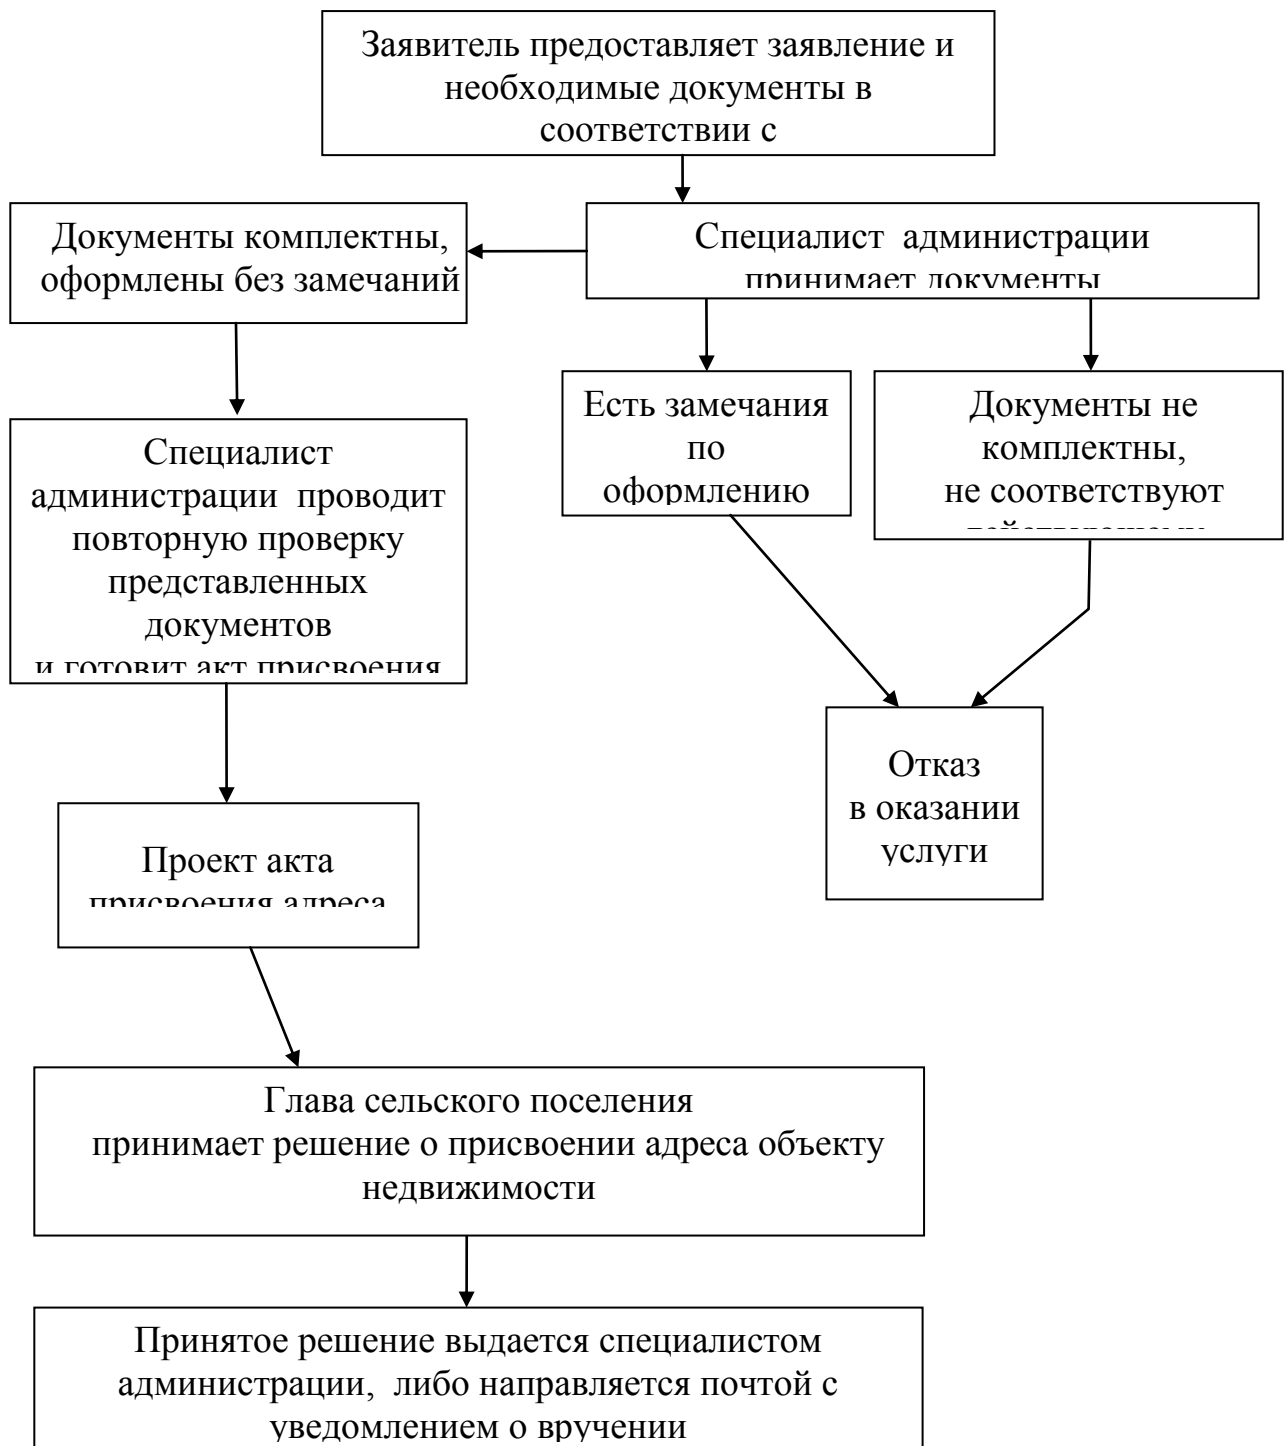 Заявитель предоставляет заявление и
необходимые документы в
соответствии с
Документы комплектны,
оформлены без замечаний
Специалист администрации
принимает документы
Есть замечания
по
оформлению
Документы не
комплектны,
не соответствуют
Специалист
администрации проводит
повторную проверку
представленных
документов
и готовит акт присвоения
Отказ
в оказании
услуги
Проект акта
присвоения адреса
Глава сельского поселения
принимает решение о присвоении адреса объекту
недвижимости
Принятое решение выдается специалистом
администрации, либо направляется почтой с
уведомлением о вручении